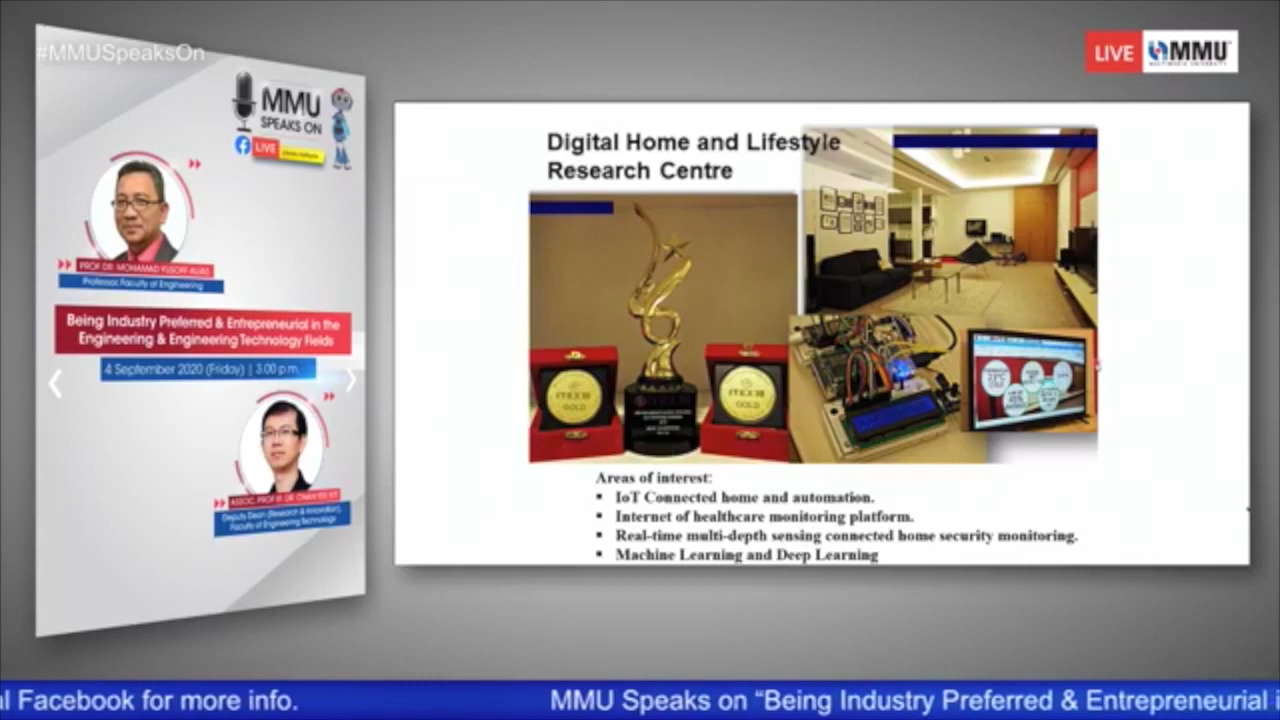 #MMUSpeaksOn
MMU
SPEAKS ON
LIVE
PROF. DR. MOHAMAD YUSOFF ALIAS
Professor, Faculty of Engineering
Being Industry Preferred & Entrepreneurial in the
Engineering & Engineering Technology Fields
4 September 2020 (Friday) | 3.00 p.m.
Deputy Dean (Research & Innovation),
Faculty of Engineering Technology
LIVE
MMU
MULTIMEDIA UNIVERSITY
Digital Home and Lifestyle
Research Centre
GOLD
GOLD
Areas of interest:
▪ IoT Connected home and automation.
▪ Internet of healthcare monitoring platform.
▪ Real-time multi-depth sensing connected home security monitoring.
▪ Machine Learning and Deep Learning
al Facebook for more info. MMU Speaks on “Being Industry Preferred & Entrepreneurial i